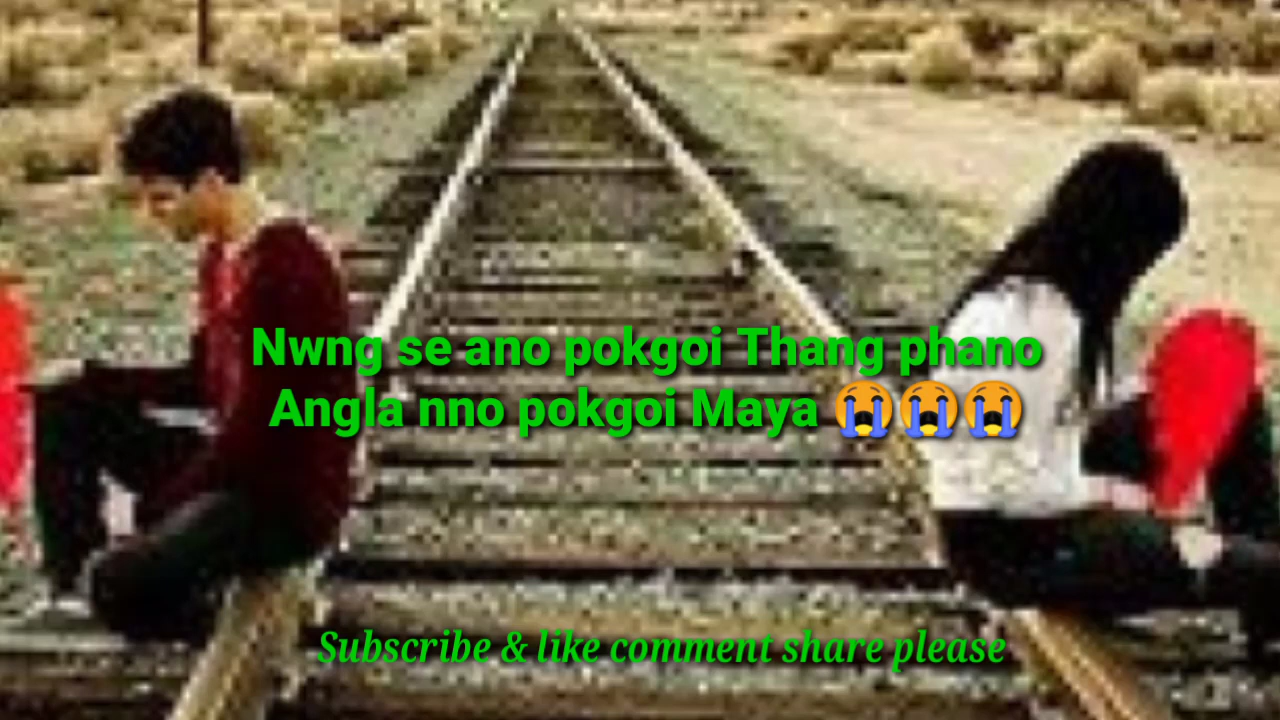 Nwng se ano pokgoi Thang phano
Angla nno pokgoi Maya 😭😭😭
Subscribe & like comment share please